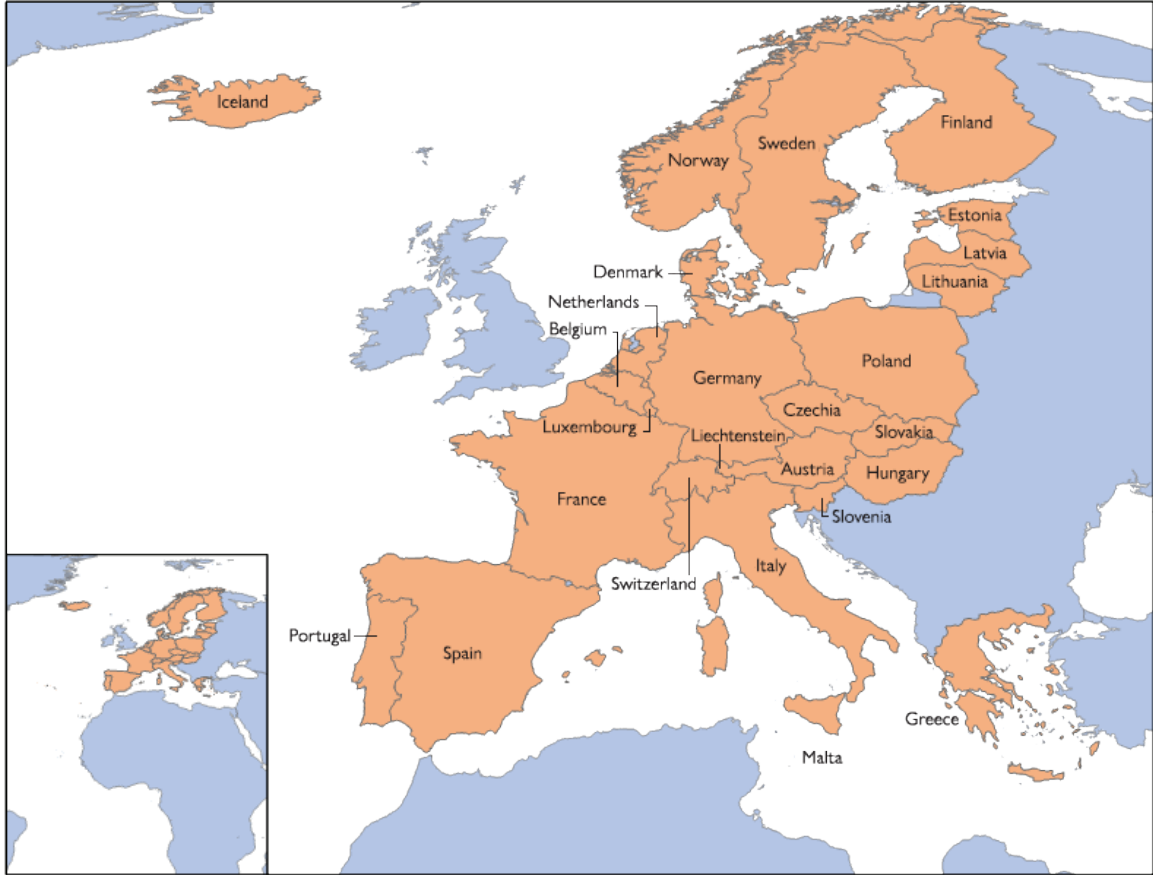 Iceland
Finland
Sweden
Norway
Estonia
Latvia
Denmark
Lithuania
Netherlands
Belgium
Poland
Germany
Czechia
Luxembourg
Slovakia
Liechtenstein
Austria
Hungary
France
Slovenia
Italy
Switzerland
Portugal
Spain
Greece
Malta